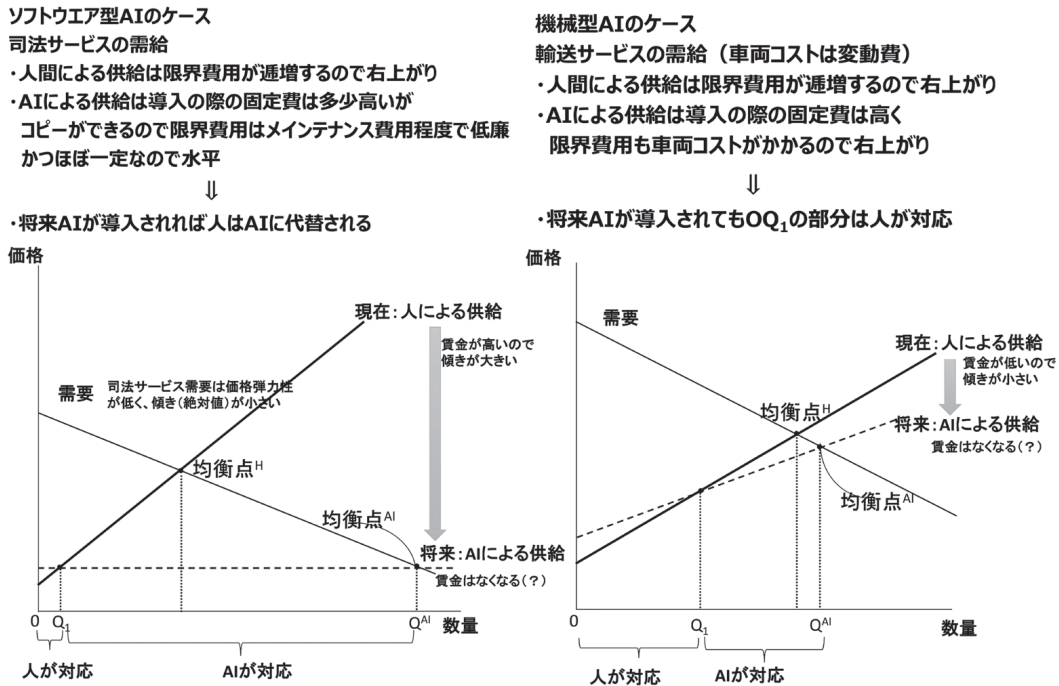 ソフトウエア型AIのケース
司法サービスの需給
・人間による供給は限界費用が逓増するので右上がり
・AIによる供給は導入の際の固定費は多少高いが
コピーができるので限界費用はメインテナンス費用程度で低廉
かつほぼ一定なので水平
⇓
・将来AIが導入されれば人はAIに代替される
価格
現在：人による供給
賃金が高いので
傾きが大きい
需要
司法サービス需要は価格弾力性
が低く、傾き（絶対値）が小さい
均衡点H
均衡点AI
将来：AIによる供給
賃金はなくなる（？）
0
Q1
QAI
数量
人が対応
AIが対応
機械型AIのケース
輸送サービスの需給（車両コストは変動費）
・人間による供給は限界費用が逓増するので右上がり
・AIによる供給は導入の際の固定費は高く
限界費用も車両コストがかかるので右上がり
⇓
・将来AIが導入されてもOQ1の部分は人が対応
価格
需要
現在：人による供給
賃金が低いので
傾きが小さい
均衡点H
将来：AIによる供給
賃金はなくなる（？）
均衡点AI
0
Q1
QAI
数量
人が対応
AIが対応